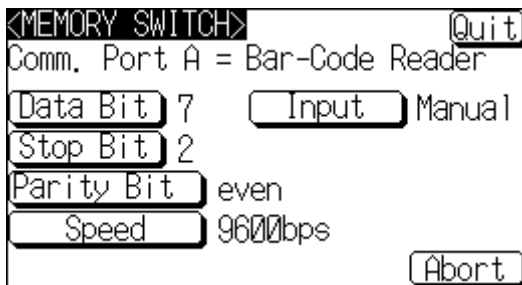 <MEMORY SWITCH> Quit
Comm. Port A = Bar-Code Reader
Data Bit 7 Input Manual
Stop Bit 2
Parity Bit even
Speed 9600bps
Abort